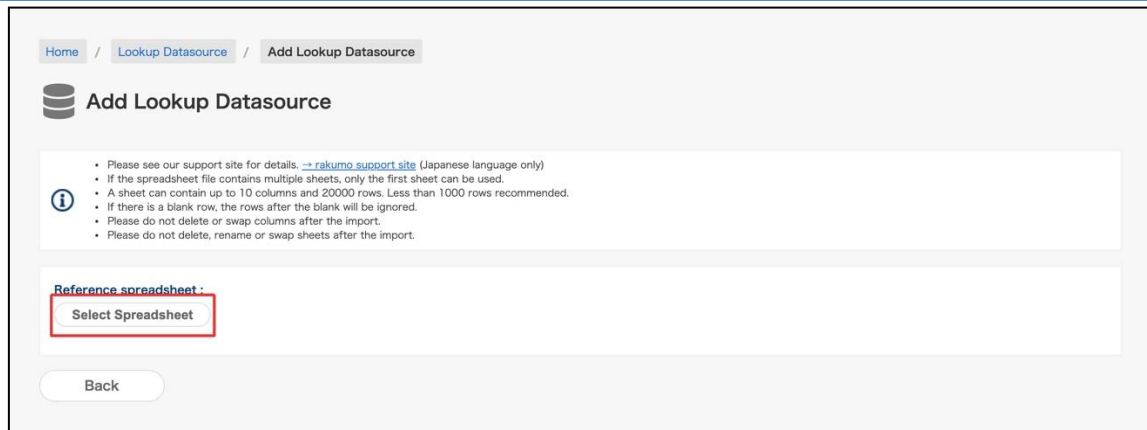 Home / Lookup Datasource / Add Lookup Datasource
Add Lookup Datasource
• Please see our support site for details. → rakumo support site (Japanese language only)
• If the spreadsheet file contains multiple sheets, only the first sheet can be used.
• A sheet can contain up to 10 columns and 20000 rows. Less than 1000 rows recommended.
• If there is a blank row, the rows after the blank will be ignored.
• Please do not delete or swap columns after the import.
• Please do not delete, rename or swap sheets after the import.
Reference spreadsheet :
Select Spreadsheet
Back